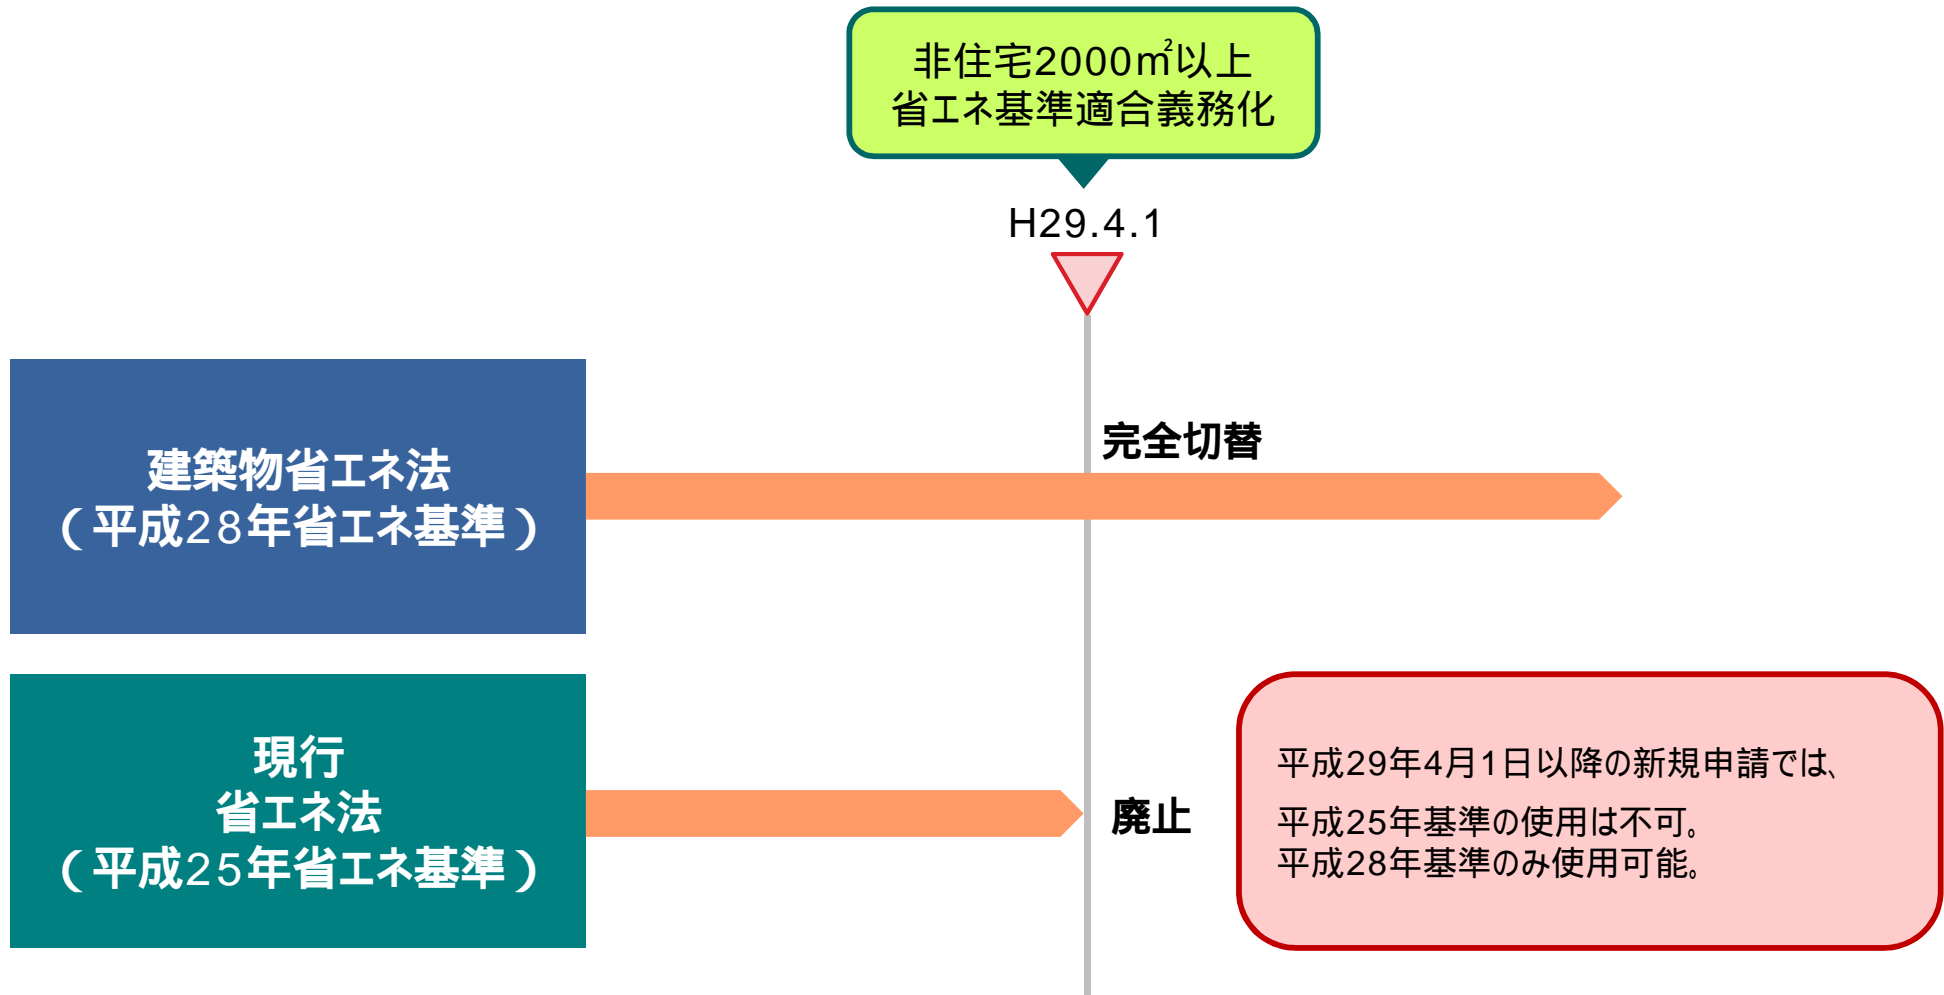 非住宅2000㎡以上
省エネ基準適合義務化
H29.4.1
建築物省エネ法
(平成28年省エネ基準)
完全切替
現行
省エネ法
(平成25年省エネ基準)
廃止
平成29年4月1日以降の新規申請では、
平成25年基準の使用は不可。
平成28年基準のみ使用可能。